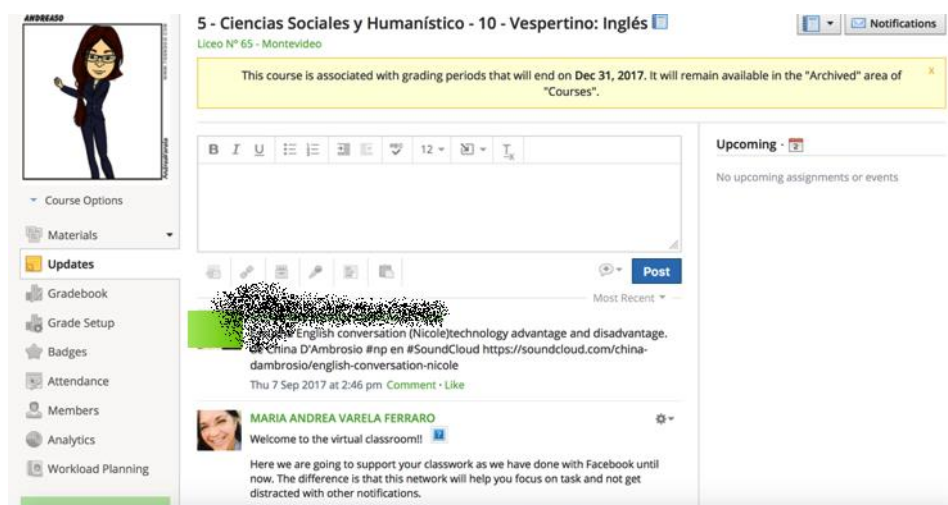 ANDREASO
5 - Ciencias Sociales y Humanístico - 10 - Vespertino: Inglés
Liceo N° 65 - Montevideo
Notifications
This course is associated with grading periods that will end on Dec 31, 2017. It will remain available in the "Archived" area of
"Courses".
x
Upcoming ·
No upcoming assignments or events
B I U 12
Course Options
Materials
Updates
Gradebook
Grade Setup
Badges
Attendance
Members
Analytics
Workload Planning
Post
Most Recent
English conversation (Nicole)technology advantage and disadvantage.
de China D'Ambrosio #np en #SoundCloud https://soundcloud.com/china-
dambrosio/english-conversation-nicole
Thu 7 Sep 2017 at 2:46 pm Comment · Like
MARIA ANDREA VARELA FERRARO
Welcome to the virtual classroom!!
Here we are going to support your classwork as we have done with Facebook until
now. The difference is that this network will help you focus on task and not get
distracted with other notifications.